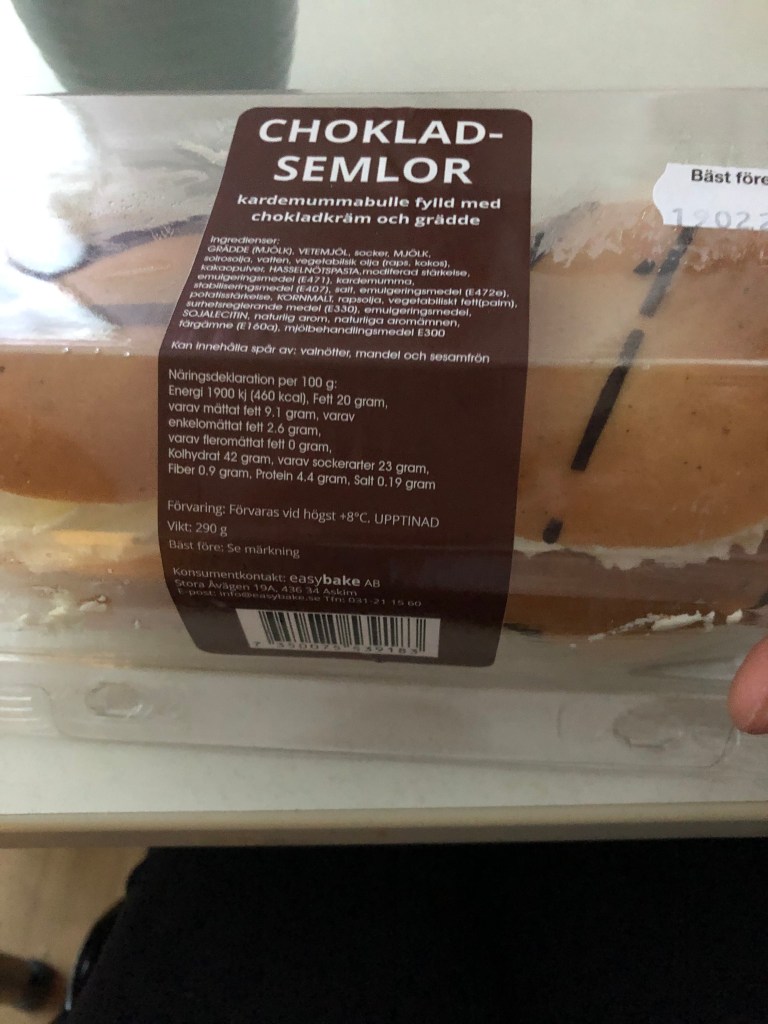 CHOKLAD-
SEMLOR
kardemummabulle fylld med
chokladkräm och grädde
Ingredienser:
GRÄDDE (MJÖLK), VETEMJÖL, socker, MJÖLK,
solrosolja, vatten, vegetabilisk olja (raps, kokos),
kakaopulver, HASSELNÖTSPASTA, modifierad stärkelse,
emulgeringsmedel (E471), kardemumma,
stabiliseringsmedel (E407), salt, emulgeringsmedel (E472e),
potatisstärkelse, KORNMALT, rapsolja, vegetabiliskt fett(palm),
surhetsreglerande medel (E330), emulgeringsmedel,
SOJALECITIN, naturlig arom, naturliga aromämnen,
färgämne (E160a), mjölbehandlingsmedel E300
Kan innehålla spår av: valnötter, mandel och sesamfrön
Näringsdeklaration per 100 g:
Energi 1900 kj (460 kcal), Fett 20 gram,
varav mättat fett 9.1 gram, varav
enkelomättat fett 2.6 gram,
varav fleromättat fett 0 gram,
Kolhydrat 42 gram, varav sockerarter 23 gram,
Fiber 0.9 gram, Protein 4.4 gram, Salt 0.19 gram
Förvaring: Förvaras vid högst +8°C. UPPTINAD
Vikt: 290 g
Bäst före: Se märkning
Konsumentkontakt: easybake AB
Stora Åvägen 19A, 436 34 Askim
E-post: info@easybake.se Tfn: 031-21 15 60
7 350075 539183
Bäst före
19022